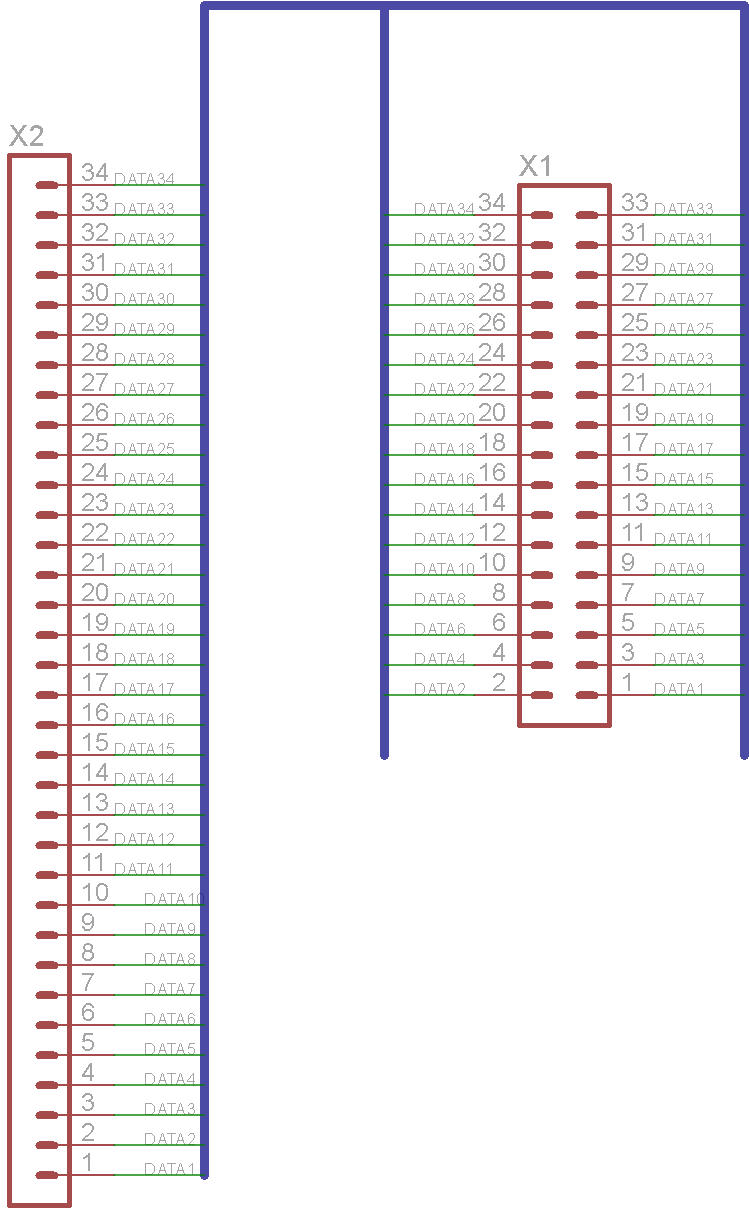 X2
34 DATA34
33 DATA33
32 DATA32
31 DATA31
30 DATA30
29 DATA29
28 DATA28
27 DATA27
26 DATA26
25 DATA25
24 DATA24
23 DATA23
22 DATA22
21 DATA21
20 DATA20
19 DATA19
18 DATA18
17 DATA17
16 DATA16
15 DATA15
14 DATA14
13 DATA13
12 DATA12
11 DATA11
10 DATA10
9 DATA9
8 DATA8
7 DATA7
6 DATA6
5 DATA5
4 DATA4
3 DATA3
2 DATA2
1 DATA1
X1
DATA34 34 33 DATA33
DATA32 32 31 DATA31
DATA30 30 29 DATA29
DATA28 28 27 DATA27
DATA26 26 25 DATA25
DATA24 24 23 DATA23
DATA22 22 21 DATA21
DATA20 20 19 DATA19
DATA18 18 17 DATA17
DATA16 16 15 DATA15
DATA14 14 13 DATA13
DATA12 12 11 DATA11
DATA10 10 9 DATA9
DATA8 8 7 DATA7
DATA6 6 5 DATA5
DATA4 4 3 DATA3
DATA2 2 1 DATA1